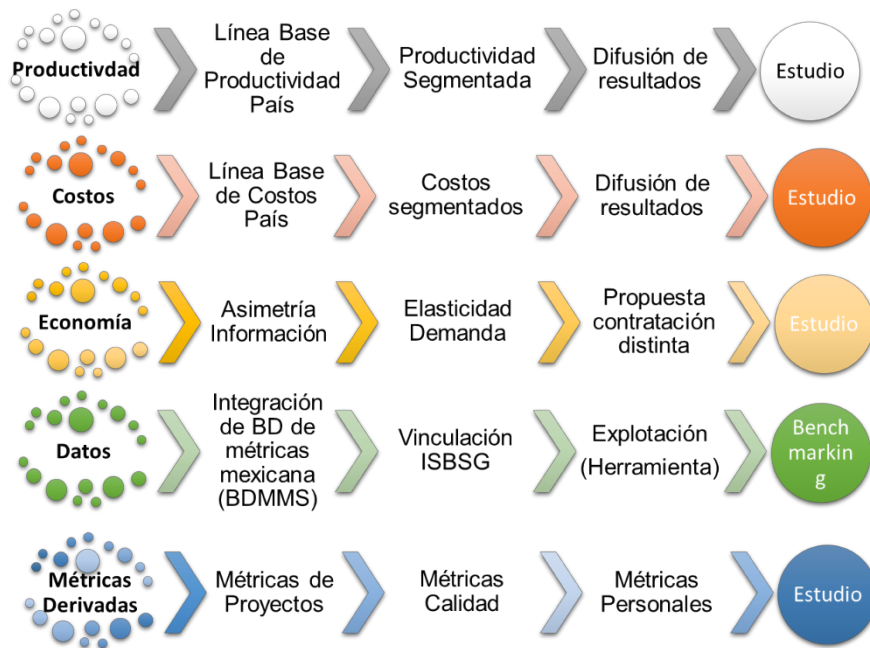 Productivdad
Línea Base
de
Productividad
País
Productividad
Segmentada
Difusión de
resultados
Estudio
Costos
Línea Base
de Costos
País
Costos
segmentados
Difusión de
resultados
Estudio
Economía
Asimetría
Información
Elasticidad
Demanda
Propuesta
contratación
distinta
Estudio
Datos
Integración
de BD de
métricas
mexicana
(BDMMS)
Vinculación
ISBSG
Explotación
(Herramienta)
Bench
markin
g
Métricas
Derivadas
Métricas de
Proyectos
Métricas
Calidad
Métricas
Personales
Estudio